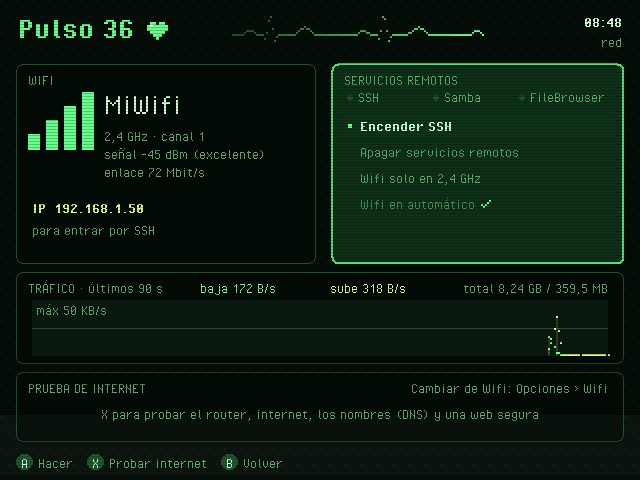 Pulso 36
08:48
red
WIFI
MiWifi
2,4 GHz · canal 1
señal -45 dBm (excelente)
enlace 72 Mbit/s
IP 192.168.1.50
para entrar por SSH
SERVICIOS REMOTOS
SSH Samba FileBrowser
Encender SSH
Apagar servicios remotos
Wifi solo en 2,4 GHz
Wifi en automático ✓
TRÁFICO · últimos 90 s baja 172 B/s sube 318 B/s total 8,24 GB / 359,5 MB
máx 50 KB/s
PRUEBA DE INTERNET Cambiar de Wifi: Opciones › Wifi
X para probar el router, internet, los nombres (DNS) y una web segura
A Hacer X Probar internet B Volver